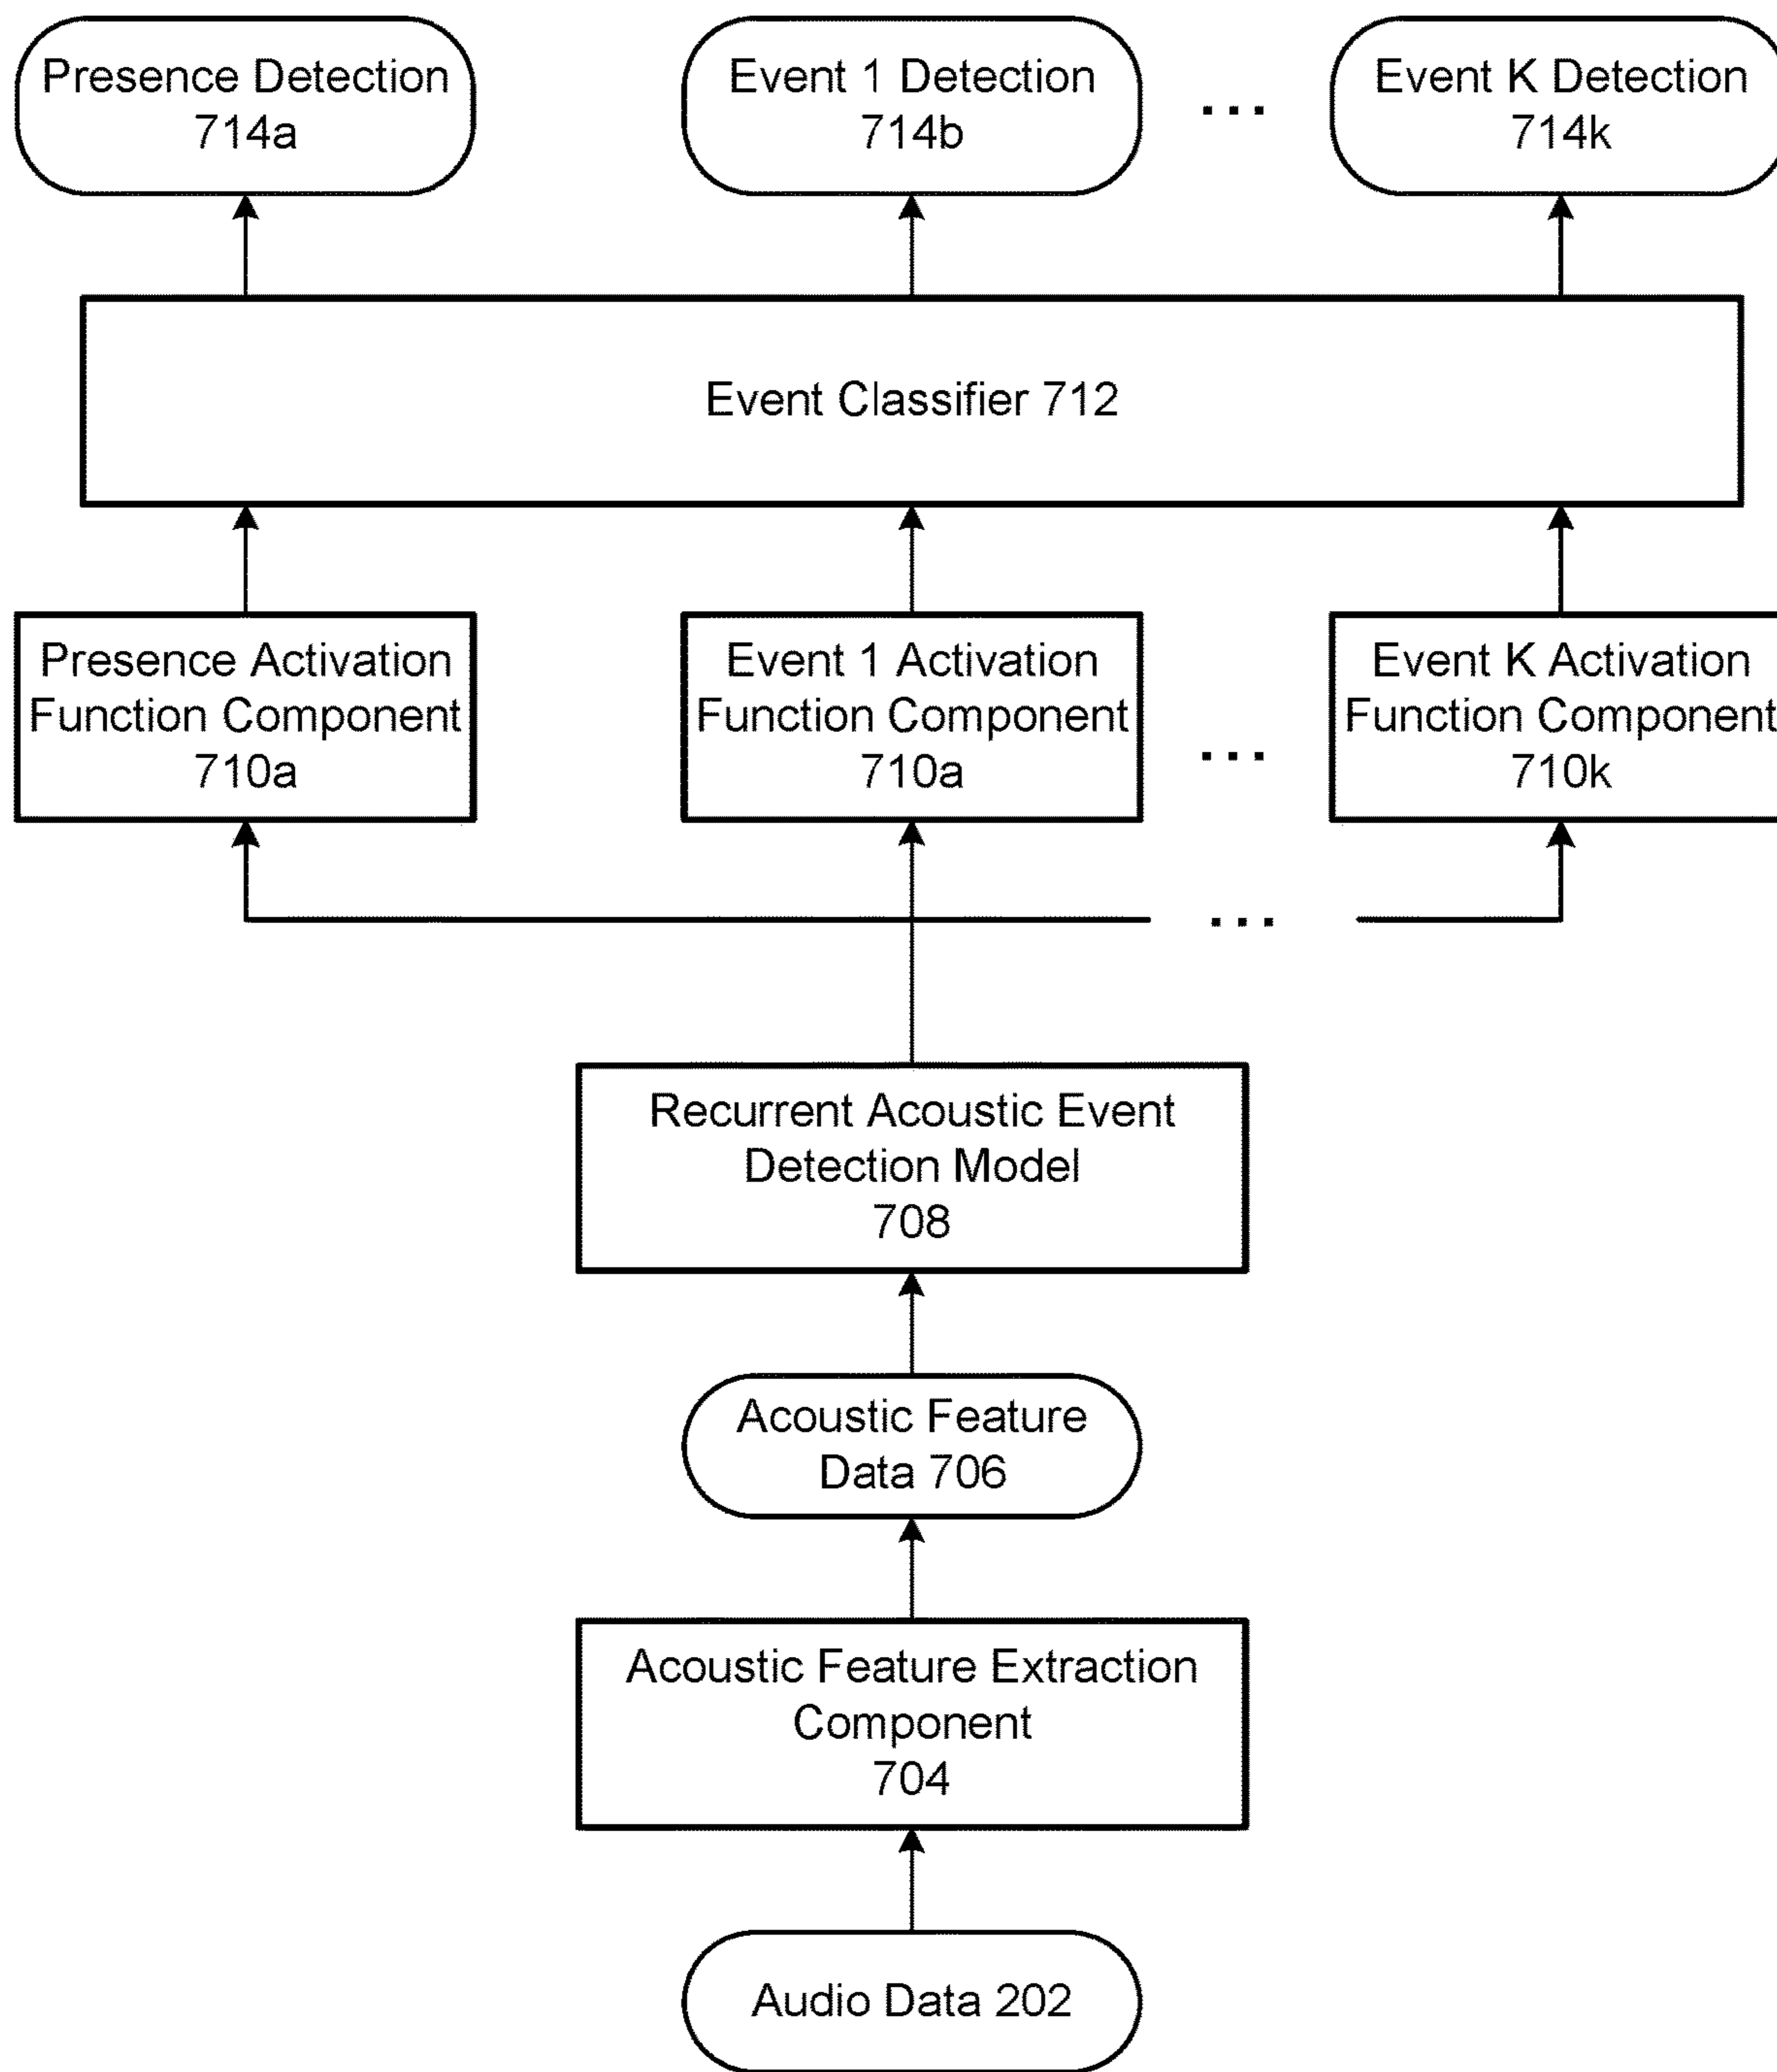 Presence Detection
714a
Event 1 Detection
714b
...
Event K Detection
714k
Event Classifier 712
Presence Activation
Function Component
710a
Event 1 Activation
Function Component
710a
...
Event K Activation
Function Component
710k
...
Recurrent Acoustic Event
Detection Model
708
Acoustic Feature
Data 706
Acoustic Feature Extraction
Component
704
Audio Data 202